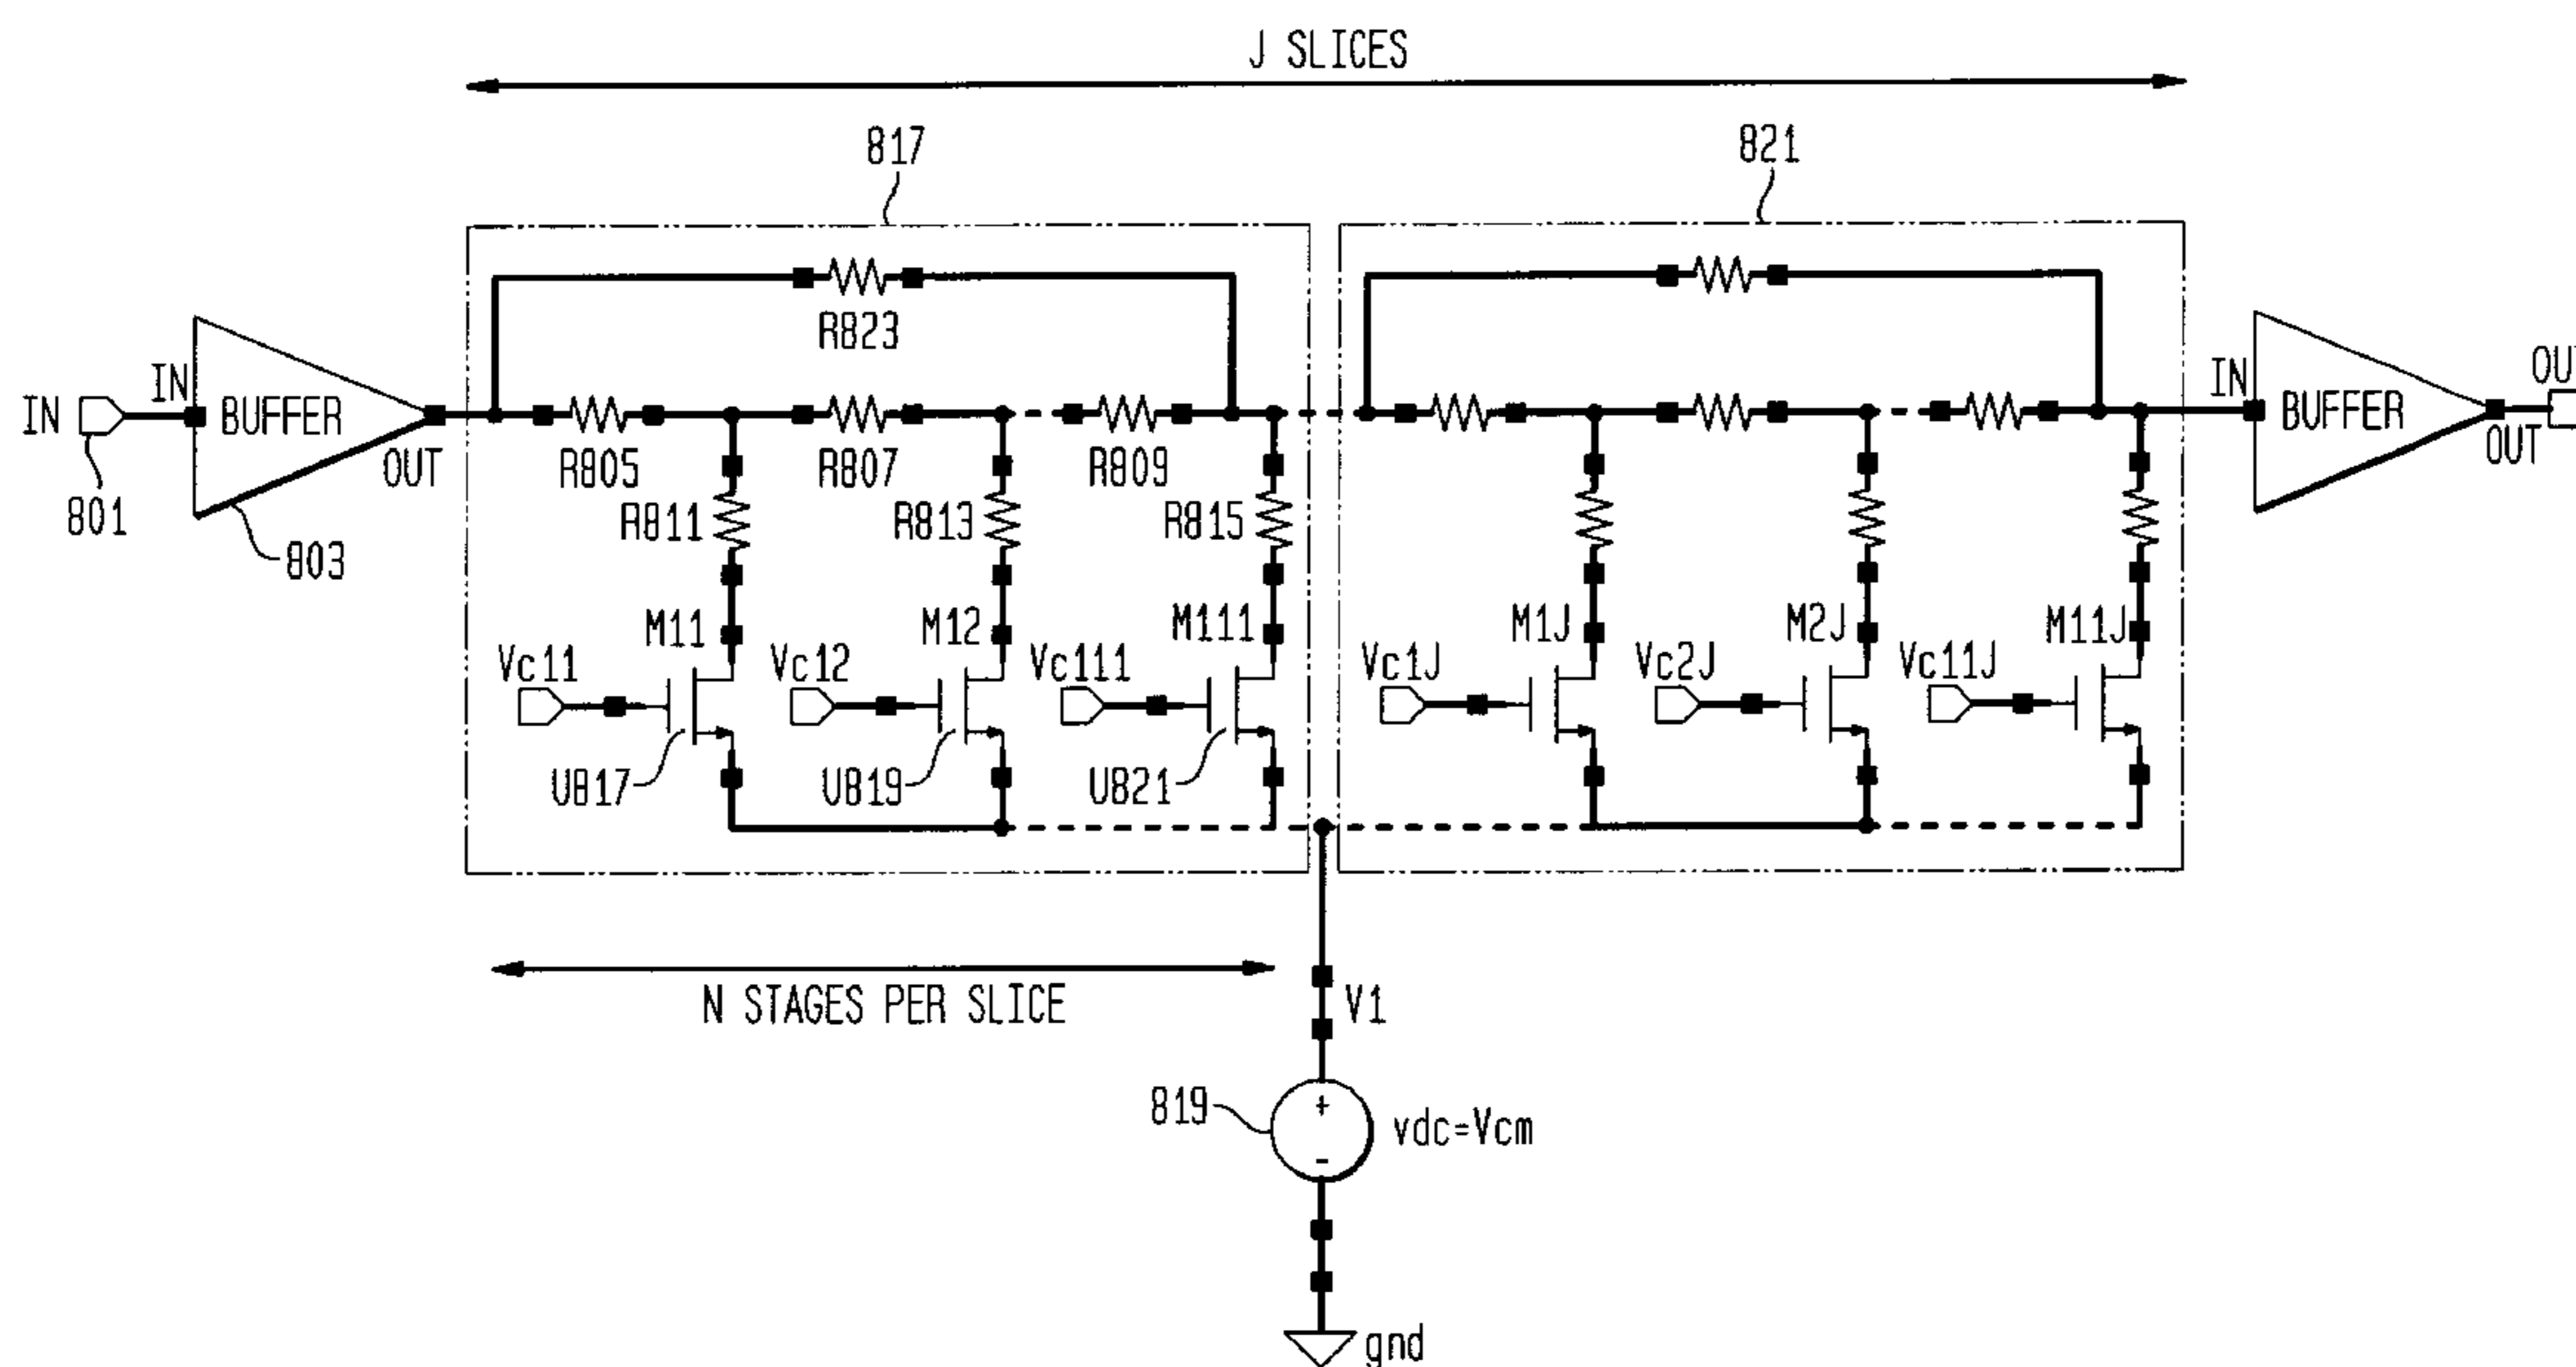 J SLICES
817
821
R823
IN
IN
BUFFER
OUT
801
803
R805
R807
R809
R811
R813
R815
IN
BUFFER
OUT
M11
M12
M111
M1J
M2J
M11J
Vc11
Vc12
Vc111
Vc1J
Vc2J
Vc11J
U817
U819
U821
N STAGES PER SLICE
V1
819
+
-
vdc=Vcm
gnd